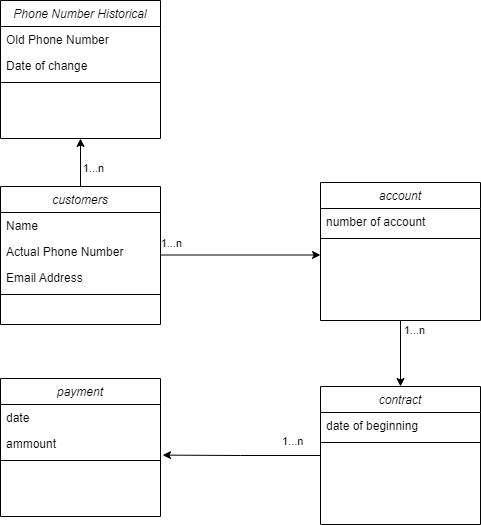 Phone Number Historical
Old Phone Number
Date of change
1...n
customers
Name
Actual Phone Number
Email Address
1...n
account
number of account
1...n
contract
date of beginning
1...n
payment
date
ammount